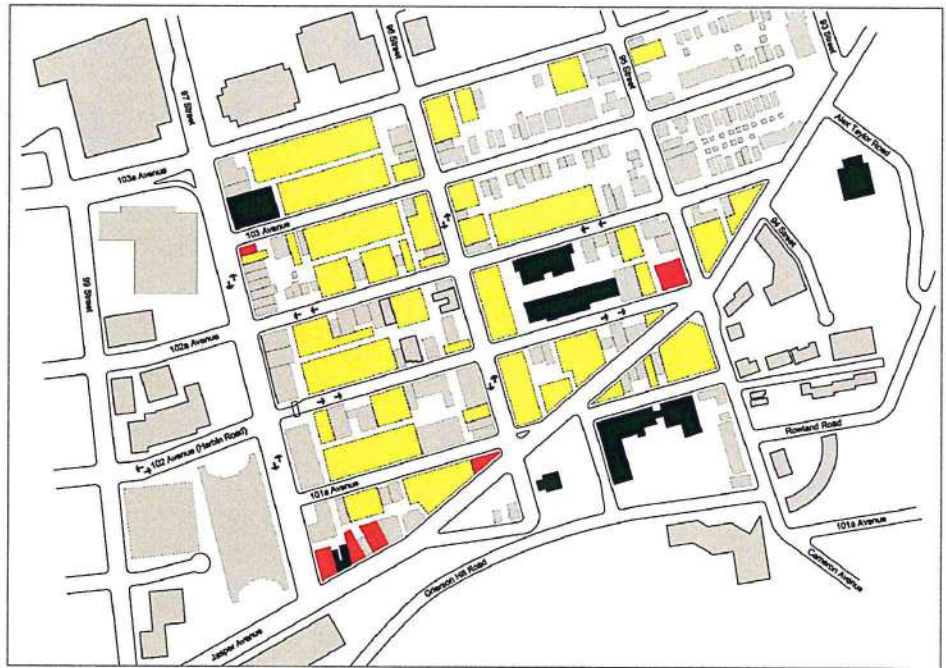 96 Street
93 Street
95 Street
97 Street
Alex Taylor Road
103a Avenue
103 Avenue
94 Street
99 Street
102a Avenue
Rowland Road
102 Avenue (Harbin Road)
101a Avenue
101a Avenue
Cameron Avenue
Grierson Hill Road
Jasper Avenue